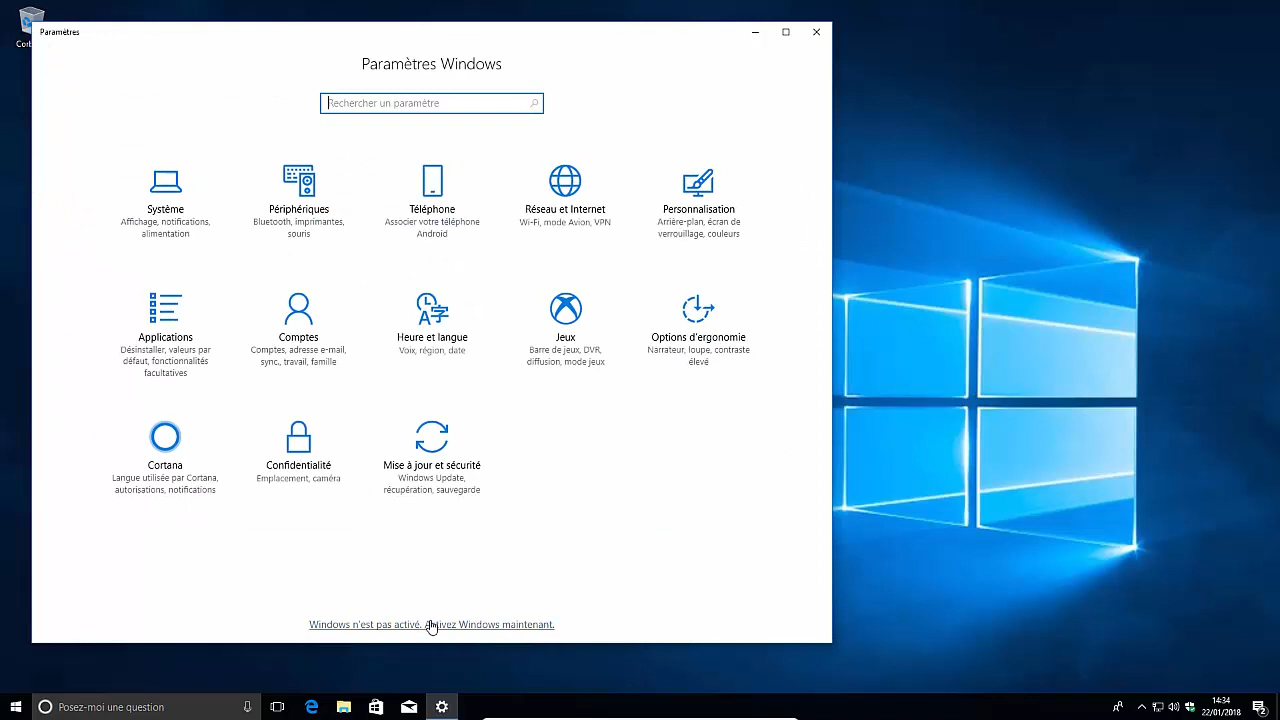 Paramètres
Paramètres Windows
Rechercher un paramètre
Système
Affichage, notifications,
alimentation
Périphériques
Bluetooth, imprimantes,
souris
Téléphone
Associer votre téléphone
Android
Réseau et Internet
Wi-Fi, mode Avion, VPN
Personnalisation
Arrière-plan, écran de
verrouillage, couleurs
Applications
Désinstaller, valeurs par
défaut, fonctionnalités
facultatives
Comptes
Comptes, adresse e-mail,
sync., travail, famille
Heure et langue
Voix, région, date
Jeux
Barre de jeux, DVR,
diffusion, mode jeux
Options d'ergonomie
Narrateur, loupe, contraste
élevé
Cortana
Langue utilisée par Cortana,
autorisations, notifications
Confidentialité
Emplacement, caméra
Mise à jour et sécurité
Windows Update,
récupération, sauvegarde
Windows n'est pas activé. Activez Windows maintenant.
Posez-moi une question
14:34
22/01/2018
2